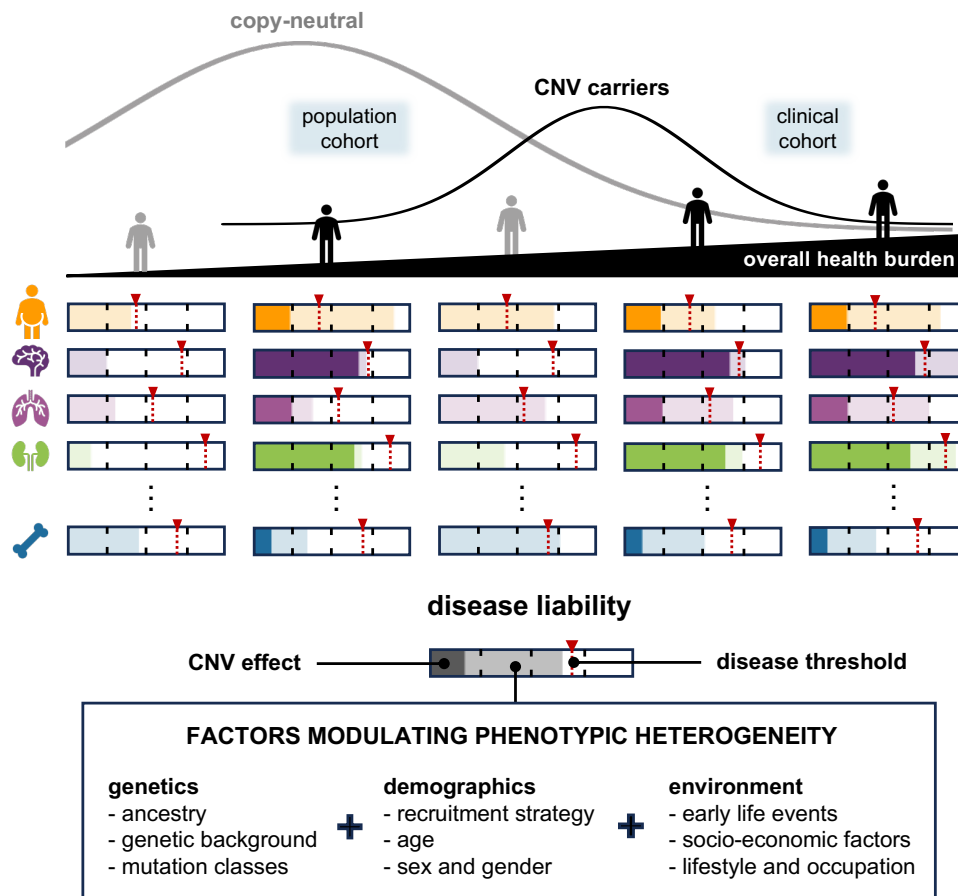 copy-neutral
CNV carriers
population
cohort
clinical
cohort
overall health burden
disease liability
CNV effect
disease threshold
FACTORS MODULATING PHENOTYPIC HETEROGENEITY
genetics
- ancestry
- genetic background
- mutation classes
+
demographics
- recruitment strategy
- age
- sex and gender
+
environment
- early life events
- socio-economic factors
- lifestyle and occupation